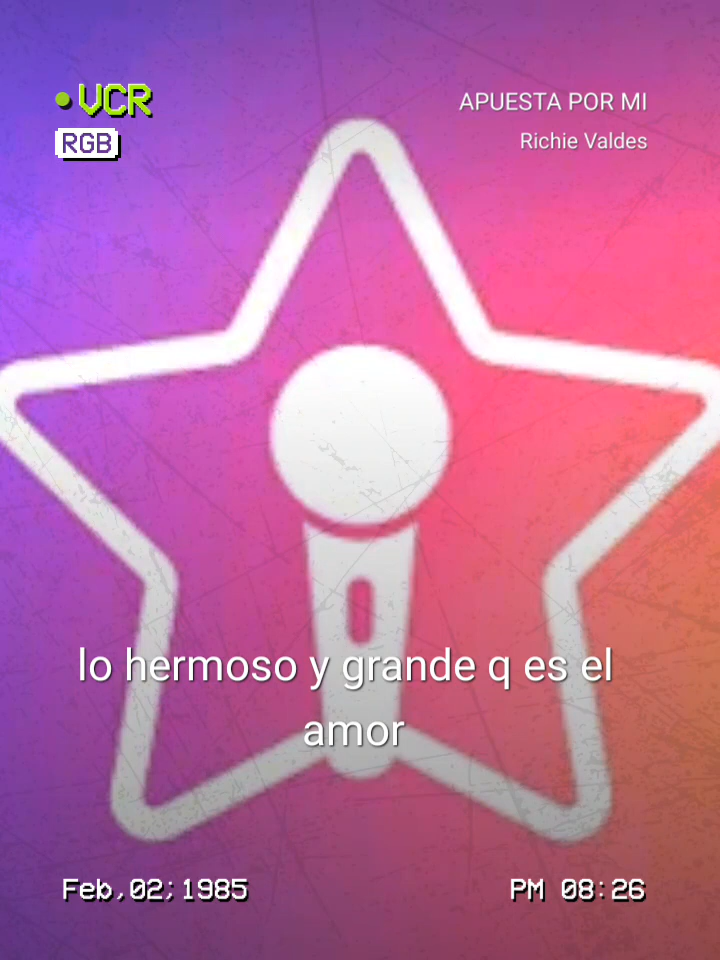 VCR
RGB
APUESTA POR MI
Richie Valdes
lo hermoso y grande q es el
amor
Feb,02;1985
PM 08:26